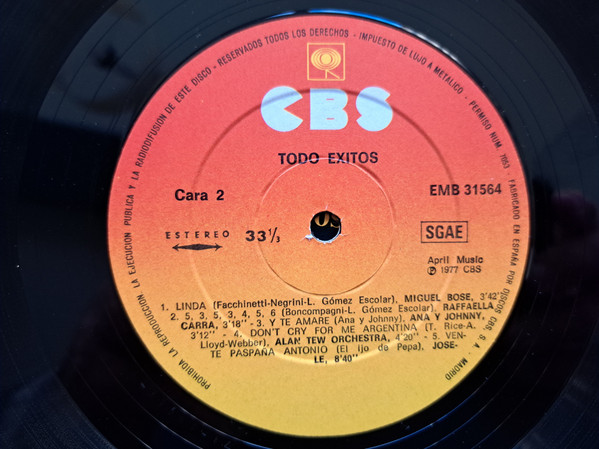 PROHIBIDA LA REPRODUCCION LA EJECUCION PUBLICA Y LA RADIODIFUSION DE ESTE DISCO - RESERVADOS TODOS LOS DERECHOS - IMPUESTO DE LUJO A METALICO - PERMISO NUM. 7053 - FABRICADO EN ESPAÑA POR DISCOS CBS, S. A. - MADRID
CBS
TODO EXITOS
Cara 2
EMB 31564
ESTEREO
33 1/3
SGAE
April Music
℗ 1977 CBS
1. LINDA (Facchinetti-Negrini-L. Gómez Escolar), MIGUEL BOSE, 3'42"
2. 5, 3, 5, 3, 4, 5, 6 (Boncompagni-L. Gómez Escolar), RAFFAELLA
CARRA, 3'18" - 3. Y TE AMARE (Ana y Johnny), ANA Y JOHNNY,
3'12" - 4. DON'T CRY FOR ME ARGENTINA (T. Rice-A.
Lloyd-Webber), ALAN TEW ORCHESTRA, 4'20" - 5. VEN-
TE PASPAÑA ANTONIO (El ijo de Pepa), JOSE-
LE, 8'40"